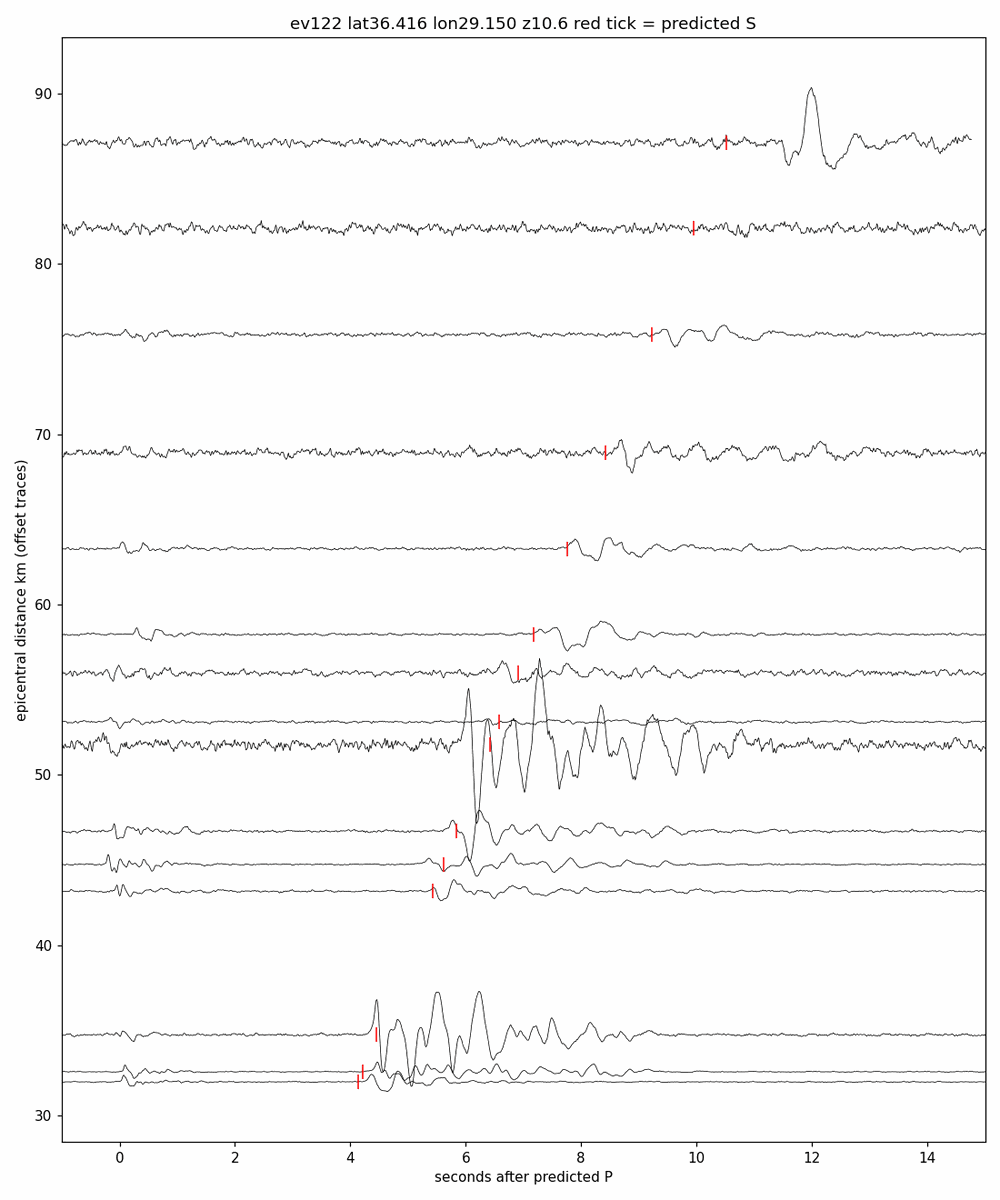 ev122 lat36.416 lon29.150 z10.6 red tick = predicted S
90
80
70
60
50
40
30
epicentral distance km (offset traces)
0 2 4 6 8 10 12 14
seconds after predicted P